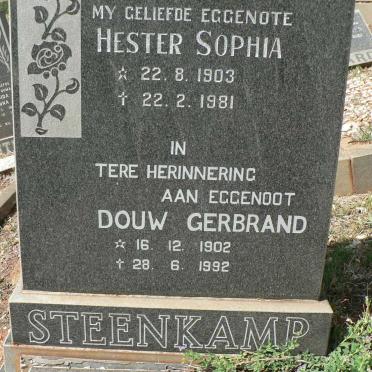 MY GELIEFDE EGGENOTE
HESTER SOPHIA
☆ 22. 8. 1903
† 22. 2. 1981
IN
TERE HERINNERING
AAN EGGENOOT
DOUW GERBRAND
☆ 16. 12. 1902
† 28. 6. 1992
STEENKAMP